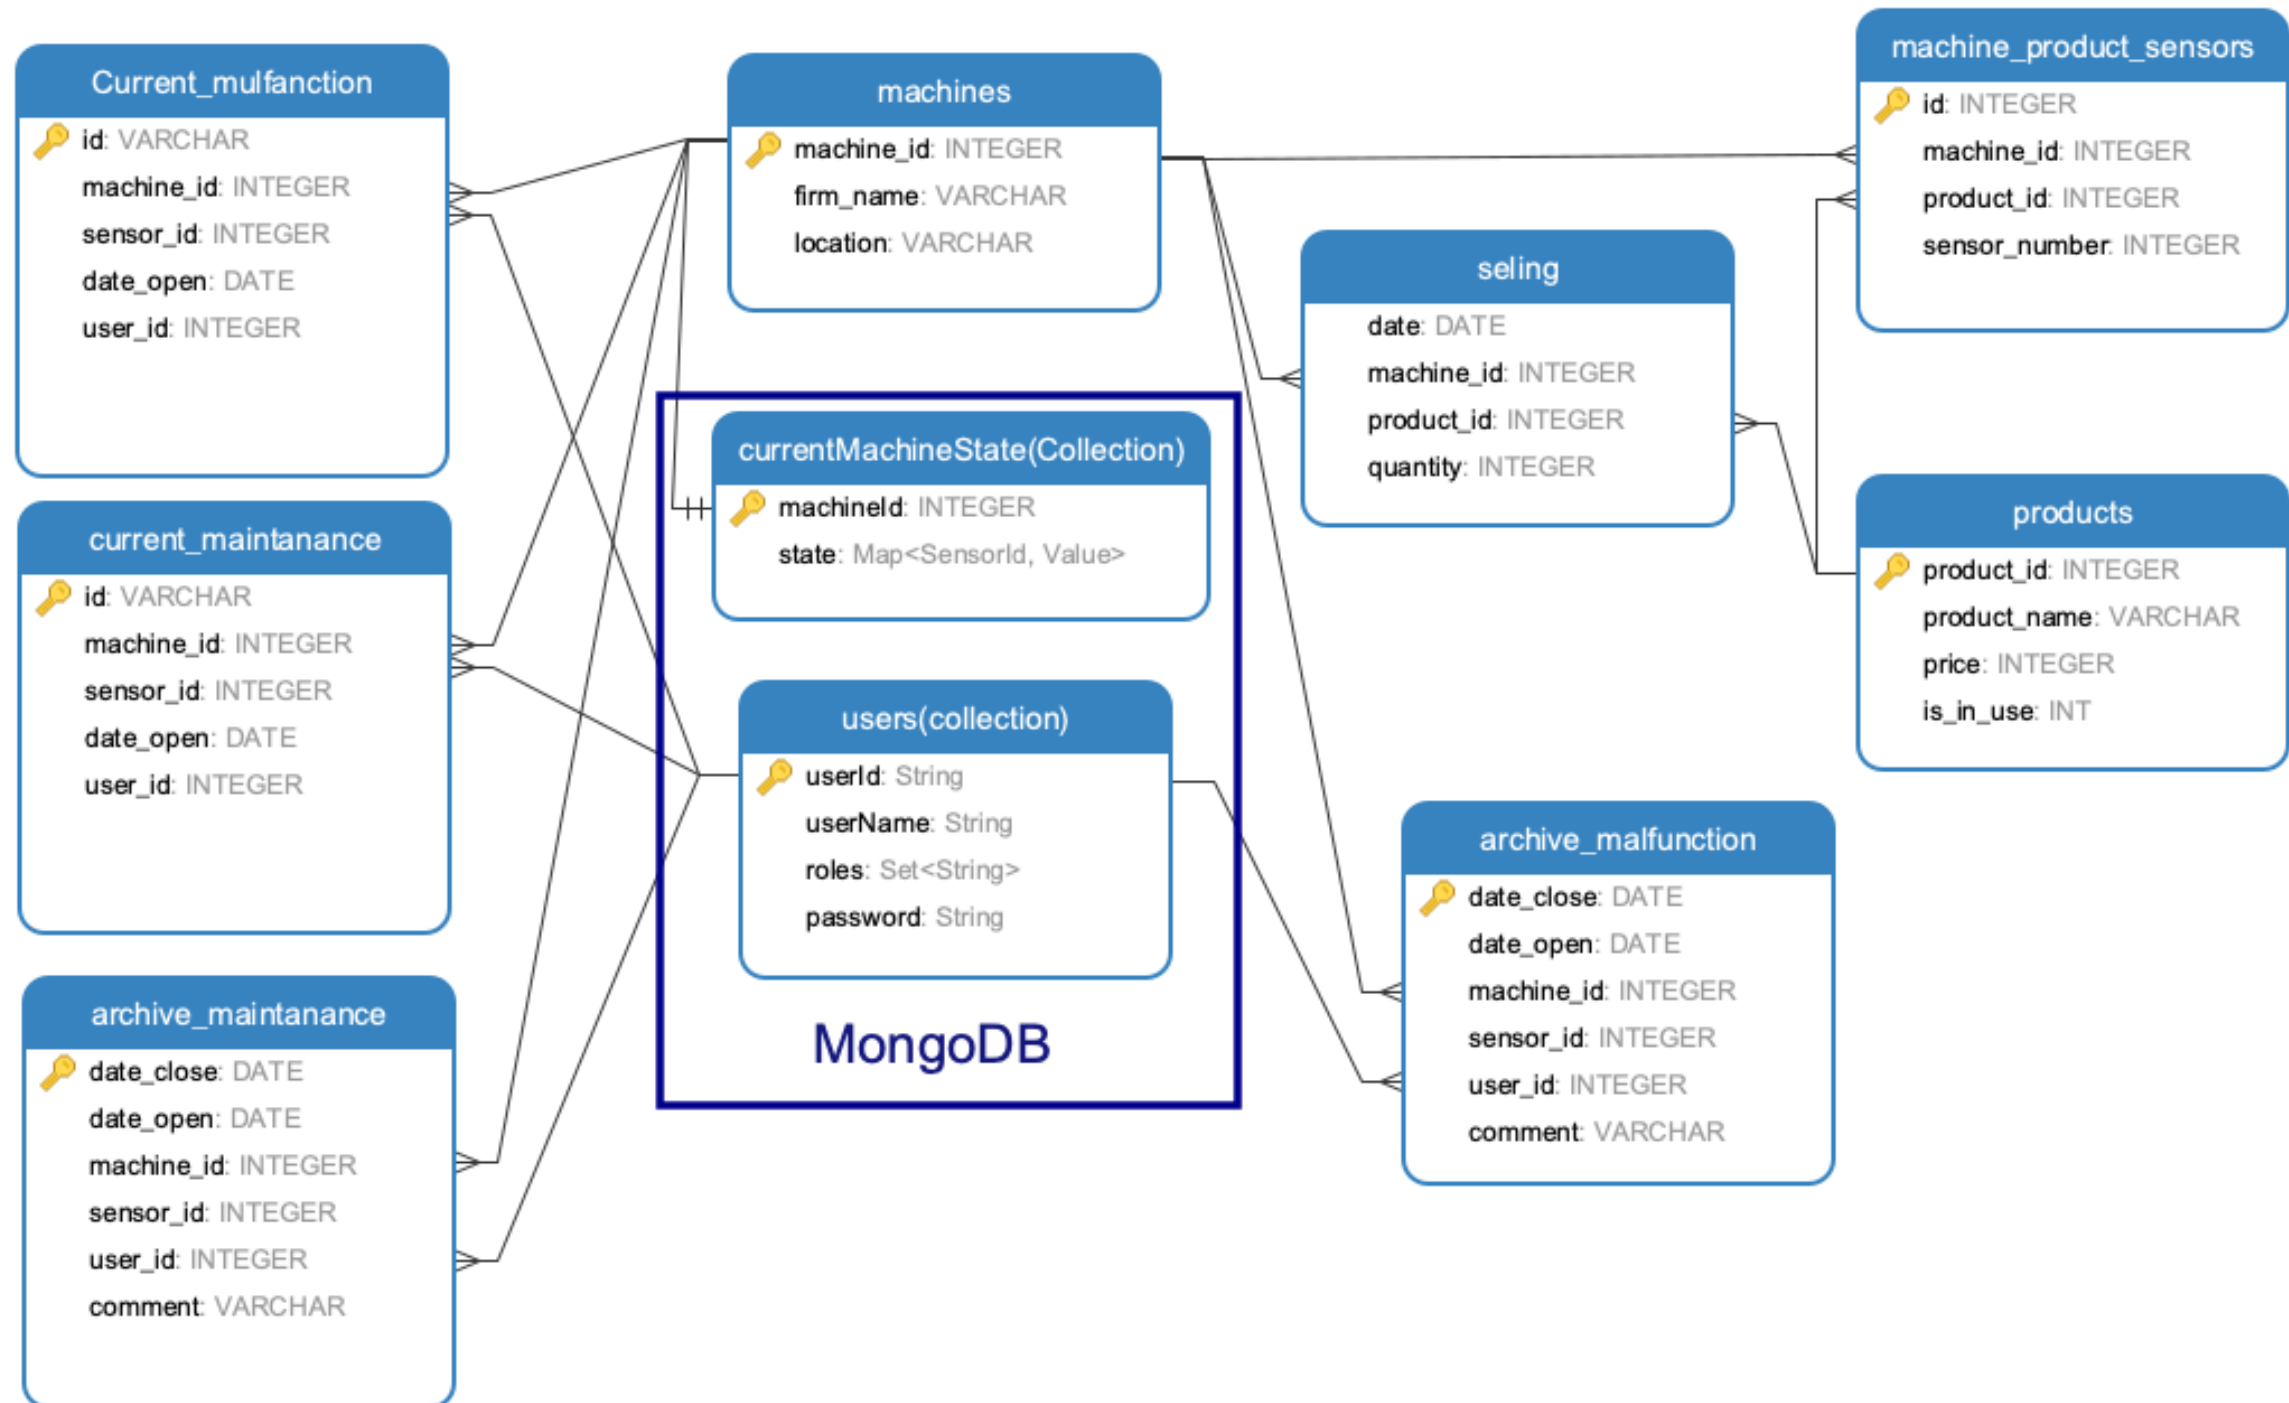 Current_mulfanction
id: VARCHAR
machine_id: INTEGER
sensor_id: INTEGER
date_open: DATE
user_id: INTEGER
current_maintanance
id: VARCHAR
machine_id: INTEGER
sensor_id: INTEGER
date_open: DATE
user_id: INTEGER
archive_maintanance
date_close: DATE
date_open: DATE
machine_id: INTEGER
sensor_id: INTEGER
user_id: INTEGER
comment: VARCHAR
machines
machine_id: INTEGER
firm_name: VARCHAR
location: VARCHAR
currentMachineState(Collection)
machineId: INTEGER
state: Map<SensorId, Value>
users(collection)
userId: String
userName: String
roles: Set<String>
password: String
MongoDB
seling
date: DATE
machine_id: INTEGER
product_id: INTEGER
quantity: INTEGER
archive_malfunction
date_close: DATE
date_open: DATE
machine_id: INTEGER
sensor_id: INTEGER
user_id: INTEGER
comment: VARCHAR
machine_product_sensors
id: INTEGER
machine_id: INTEGER
product_id: INTEGER
sensor_number: INTEGER
products
product_id: INTEGER
product_name: VARCHAR
price: INTEGER
is_in_use: INT